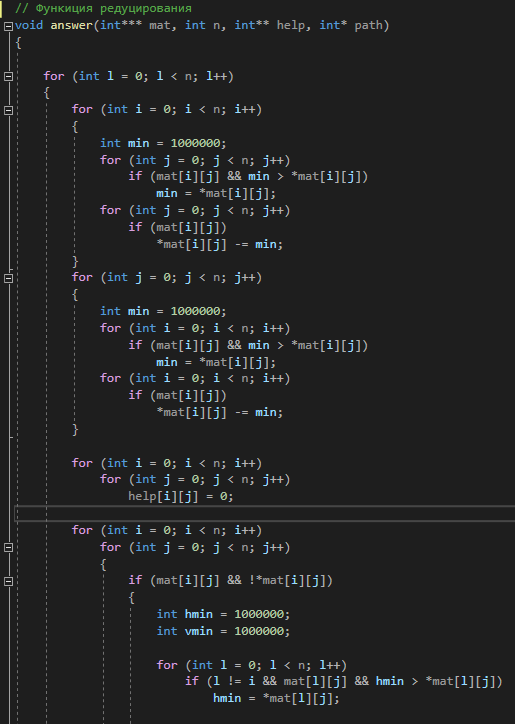 // Функиция редуцирования
void answer(int*** mat, int n, int** help, int* path)
{
for (int l = 0; l < n; l++)
{
for (int i = 0; i < n; i++)
{
int min = 1000000;
for (int j = 0; j < n; j++)
if (mat[i][j] && min > *mat[i][j])
min = *mat[i][j];
for (int j = 0; j < n; j++)
if (mat[i][j])
*mat[i][j] -= min;
}
for (int j = 0; j < n; j++)
{
int min = 1000000;
for (int i = 0; i < n; i++)
if (mat[i][j] && min > *mat[i][j])
min = *mat[i][j];
for (int i = 0; i < n; i++)
if (mat[i][j])
*mat[i][j] -= min;
}
for (int i = 0; i < n; i++)
for (int j = 0; j < n; j++)
help[i][j] = 0;
for (int i = 0; i < n; i++)
for (int j = 0; j < n; j++)
{
if (mat[i][j] && !*mat[i][j])
{
int hmin = 1000000;
int vmin = 1000000;
for (int l = 0; l < n; l++)
if (l != i && mat[l][j] && hmin > *mat[l][j])
hmin = *mat[l][j];